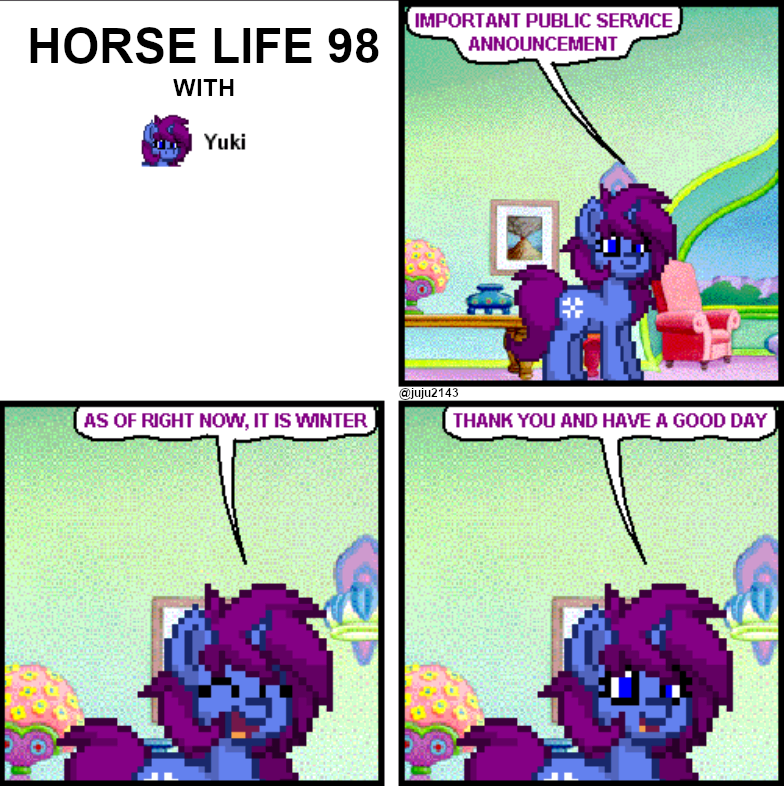 HORSE LIFE 98
WITH
Yuki
IMPORTANT PUBLIC SERVICE
ANNOUNCEMENT
@juju2143
AS OF RIGHT NOW, IT IS WINTER
THANK YOU AND HAVE A GOOD DAY